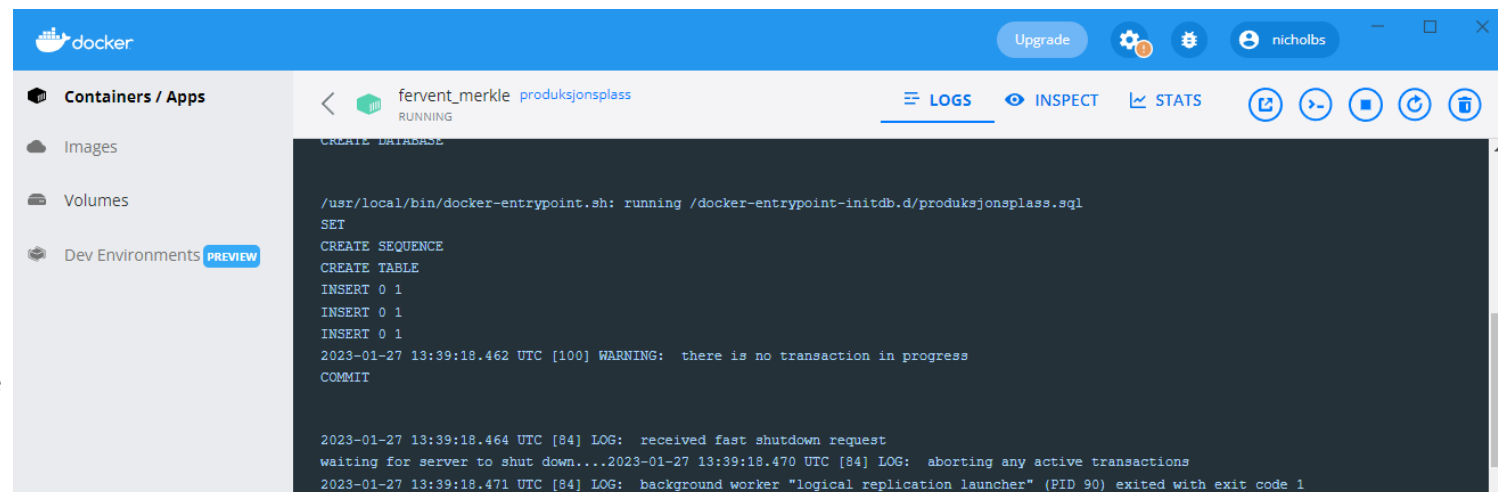 docker
Upgrade
nicholbs
Containers / Apps
Images
Volumes
Dev Environments PREVIEW
fervent_merkle produksjonsplass
RUNNING
LOGS
INSPECT
STATS
CREATE DATABASE
/usr/local/bin/docker-entrypoint.sh: running /docker-entrypoint-initdb.d/produksjonsplass.sql
SET
CREATE SEQUENCE
CREATE TABLE
INSERT 0 1
INSERT 0 1
INSERT 0 1
2023-01-27 13:39:18.462 UTC [100] WARNING:  there is no transaction in progress
COMMIT
2023-01-27 13:39:18.464 UTC [84] LOG:  received fast shutdown request
waiting for server to shut down....2023-01-27 13:39:18.470 UTC [84] LOG:  aborting any active transactions
2023-01-27 13:39:18.471 UTC [84] LOG:  background worker "logical replication launcher" (PID 90) exited with exit code 1